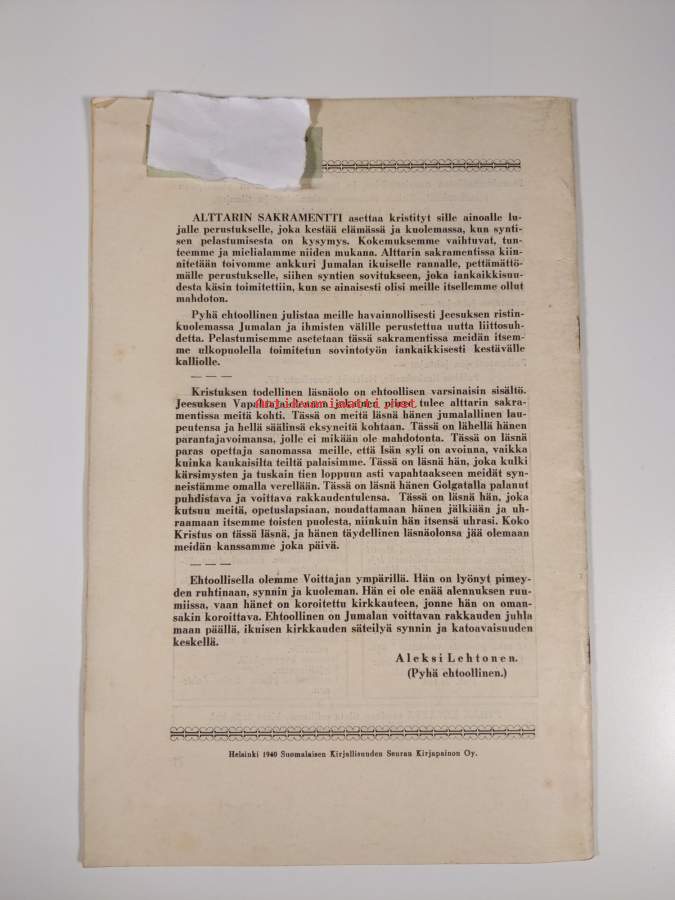 ALTTARIN SAKRAMENTTI asettaa kristityt sille ainoalle lu-
jalle perustukselle, joka kestää elämässä ja kuolemassa, kun synti-
sen pelastumisesta on kysymys. Kokemuksemme vaihtuvat, tun-
teemme ja mielialamme niiden mukana. Alttarin sakramentissa kiin-
nitetään toivomme ankkuri Jumalan ikuiselle rannalle, pettämättö-
mälle perustukselle, siihen syntien sovitukseen, joka iankaikkisuu-
desta käsin toimitettiin, kun se ainaisesti olisi meille itsellemme ollut
mahdoton.
Pyhä ehtoollinen julistaa meille havainnollisesti Jeesuksen ristin-
kuolemassa Jumalan ja ihmisten välille perustettua uutta liittosuh-
detta. Pelastumisemme asetetaan tässä sakramentissa meidän itsem-
me ulkopuolella toimitetun sovintotyön iankaikkisesti kestävälle
kalliolle.
— — —
Kristuksen todellinen läsnäolo on ehtoollisen varsinaisin sisältö.
Jeesuksen Vapahtajasydämen jokainen piirre tulee alttarin sakra-
mentissa meitä kohti. Tässä on meitä läsnä hänen jumalallinen lau-
peutensa ja hellä säälinsä eksyneitä kohtaan. Tässä on lähellä hänen
parantajavoimansa, jolle ei mikään ole mahdotonta. Tässä on läsnä
paras opettaja sanomassa meille, että Isän syli on avoinna, vaikka
kuinka kaukaisilta teiltä palaisimme. Tässä on läsnä hän, joka kulki
kärsimysten ja tuskain tien loppuun asti vapahtaakseen meidät syn-
neistämme omalla verellään. Tässä on läsnä hänen Golgatalla palanut
puhdistava ja voittava rakkaudentulensa. Tässä on läsnä hän, joka
kutsuu meitä, opetuslapsiaan, noudattamaan hänen jälkiään ja uh-
raamaan itsemme toisten puolesta, niinkuin hän itsensä uhrasi. Koko
Kristus on tässä läsnä, ja hänen täydellinen läsnäolonsa jää olemaan
meidän kanssamme joka päivä.
— — —
Ehtoollisella olemme Voittajan ympärillä. Hän on lyönyt pimey-
den ruhtinaan, synnin ja kuoleman. Hän ei ole enää alennuksen ruu-
miissa, vaan hänet on koroitettu kirkkauteen, jonne hän on oman-
sakin koroittava. Ehtoollinen on Jumalan voittavan rakkauden juhla
maan päällä, ikuisen kirkkauden säteilyä synnin ja katoavaisuuden
keskellä.
Aleksi Lehtonen.
(Pyhä ehtoollinen.)
Helsinki 1940 Suomalaisen Kirjallisuuden Seuran Kirjapainon Oy.